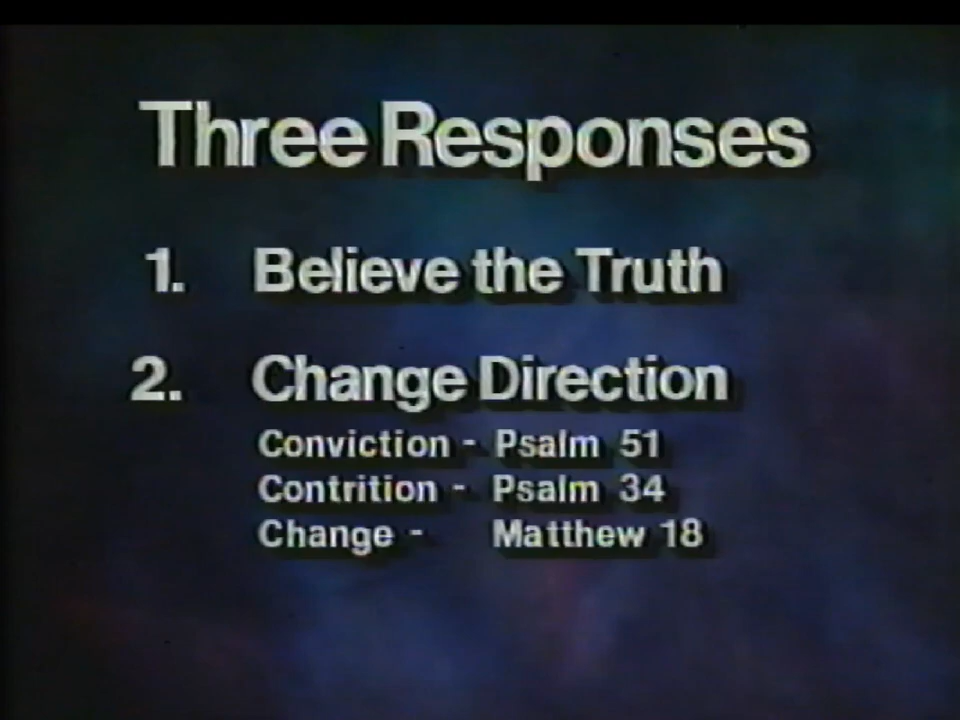 Three Responses
1. Believe the Truth
2. Change Direction
Conviction - Psalm 51
Contrition - Psalm 34
Change - Matthew 18